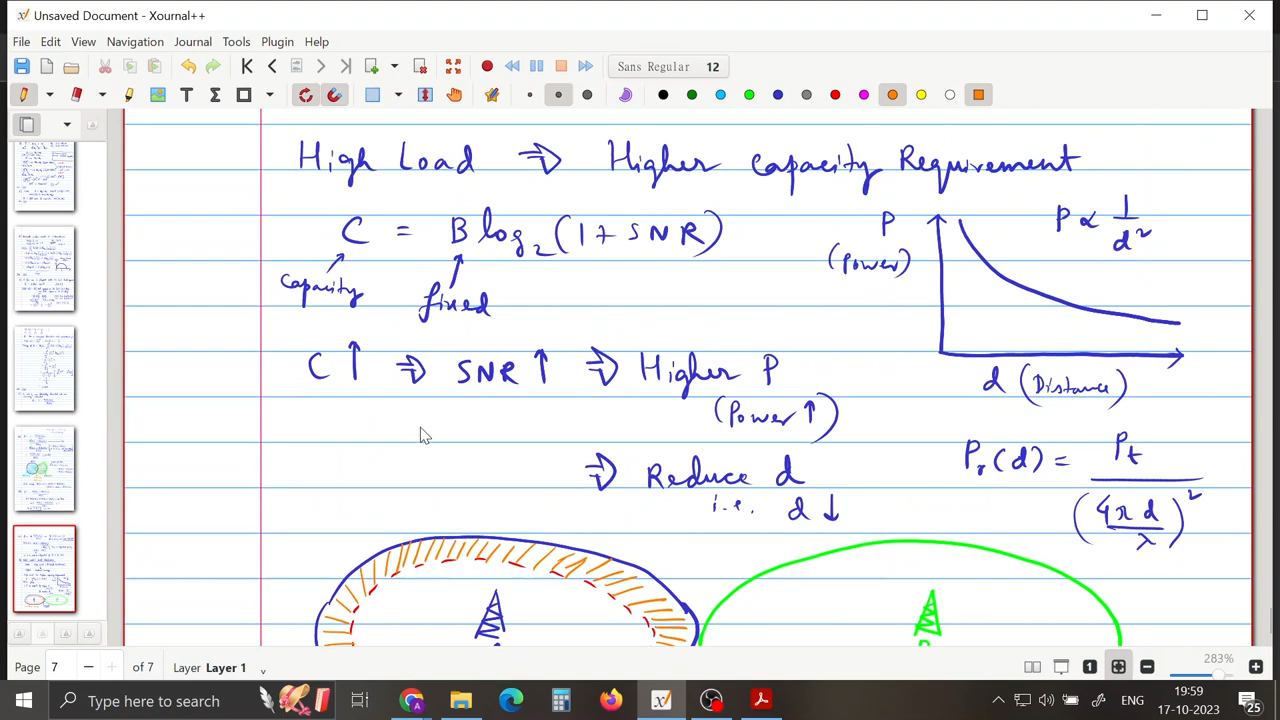 Unsaved Document - Xournal++
File Edit View Navigation Journal Tools Plugin Help
Sans Regular 12
High Load ⇒ Higher Capacity Requirement
C = B log₂(1 + SNR)
Capacity
fixed
P
(Power)
P ∝ 1/d²
d (Distance)
C ↑ ⇒ SNR ↑ ⇒ Higher P
(Power ↑)
⇒ Reduce d
i.e. d ↓
Pᵣ(d) = Pₜ / (4πd/λ)²
Page 7 of 7 Layer Layer 1
1
283%
Type here to search
ENG
19:59
17-10-2023
25